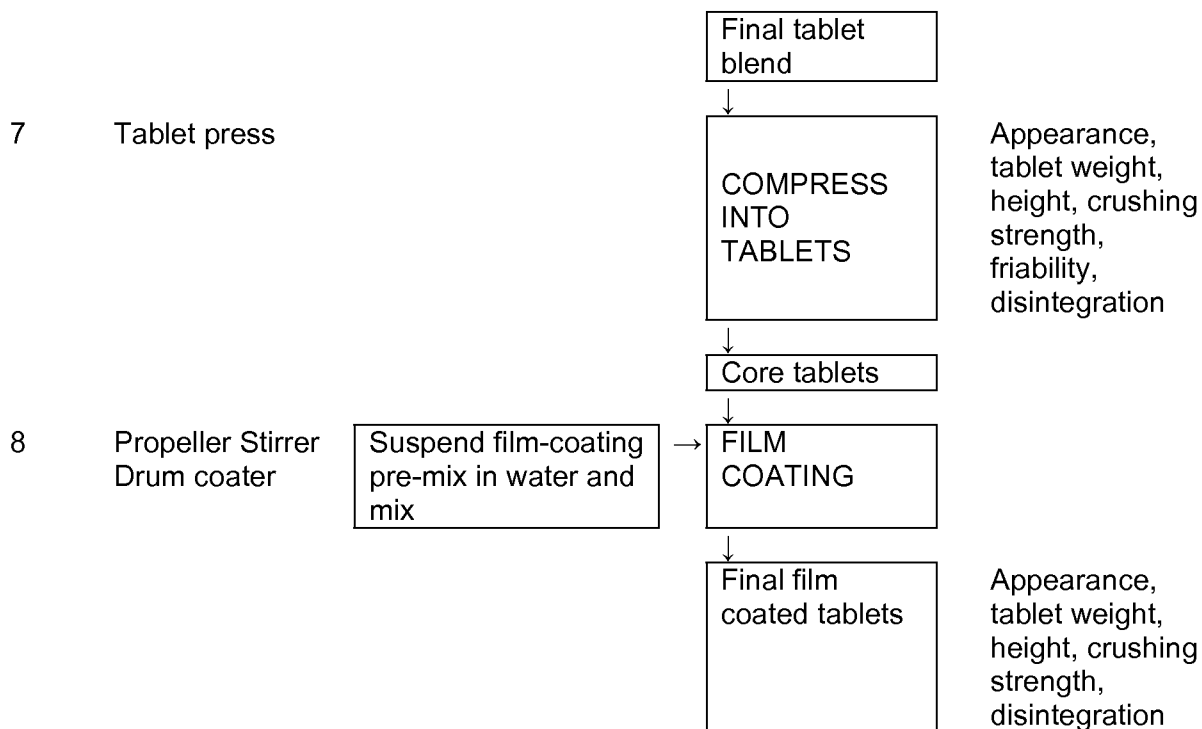 Final tablet
blend
↓
7 Tablet press
COMPRESS
INTO
TABLETS
Appearance,
tablet weight,
height, crushing
strength,
friability,
disintegration
↓
Core tablets
↓
8 Propeller Stirrer
Drum coater
Suspend film-coating
pre-mix in water and
mix
→
FILM
COATING
↓
Final film
coated tablets
Appearance,
tablet weight,
height, crushing
strength,
disintegration